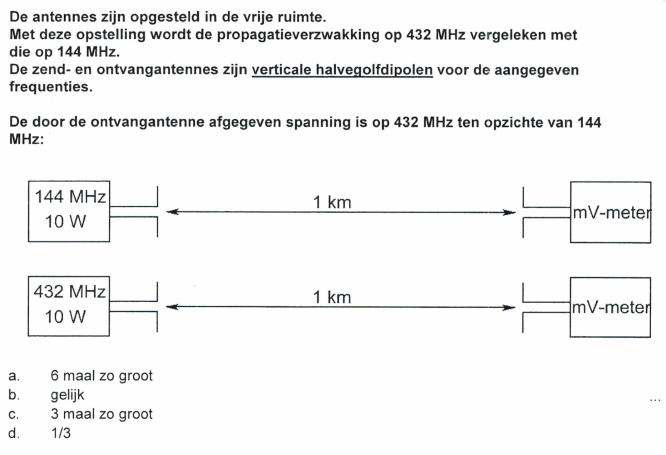 De antennes zijn opgesteld in de vrije ruimte.
Met deze opstelling wordt de propagatieverzwakking op 432 MHz vergeleken met
die op 144 MHz.
De zend- en ontvangantennes zijn verticale halvegolfdipolen voor de aangegeven
frequenties.
De door de ontvangantenne afgegeven spanning is op 432 MHz ten opzichte van 144
MHz:
144 MHz
10 W
1 km
mV-meter
432 MHz
10 W
1 km
mV-meter
a. 6 maal zo groot
b. gelijk
...
c. 3 maal zo groot
d. 1/3